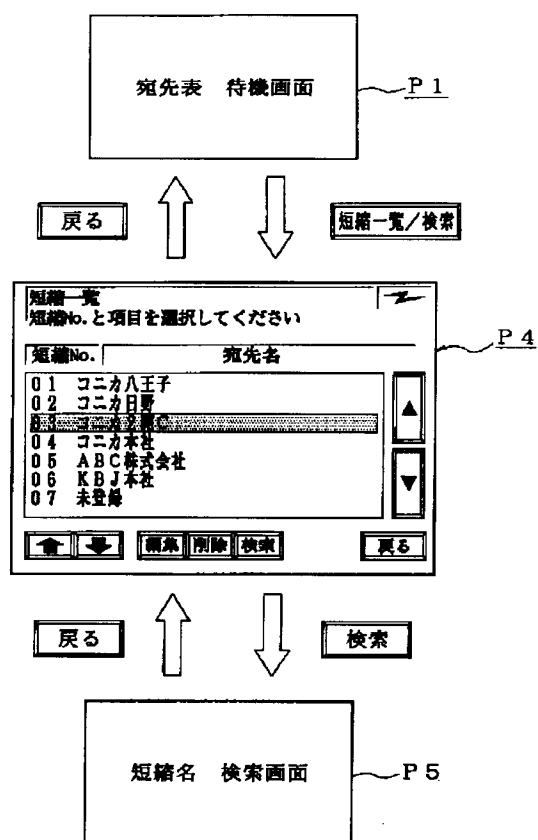 宛先表 待機画面
P1
戻る
短縮一覧/検索
短縮一覧
短縮No.と項目を選択してください
P4
短縮No. 宛先名
01 コニカ八王子
02 コニカ日野
03 コニカ
04 コニカ本社
05 ABC株式会社
06 KBJ本社
07 未登録
編集 削除 検索 戻る
戻る
検索
短縮名 検索画面
P5